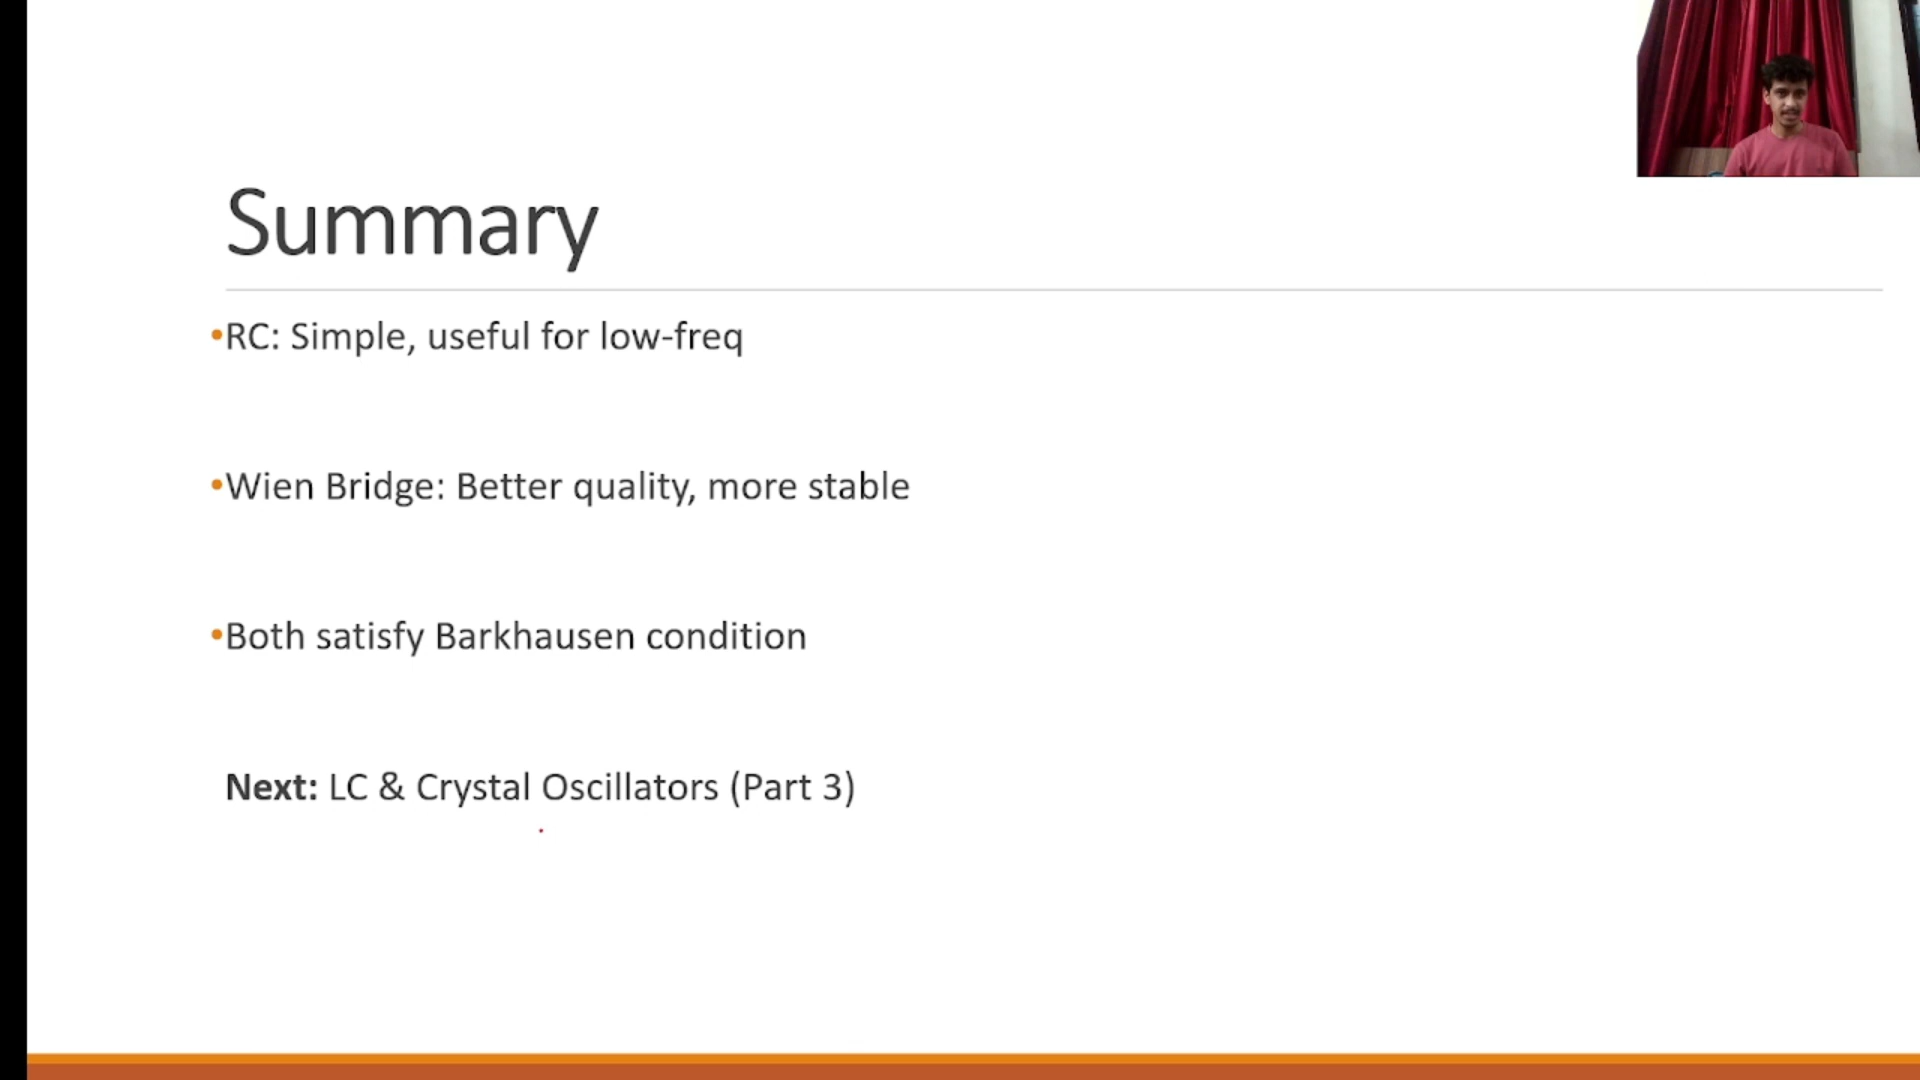 Summary
•RC: Simple, useful for low-freq
•Wien Bridge: Better quality, more stable
•Both satisfy Barkhausen condition
Next: LC & Crystal Oscillators (Part 3)